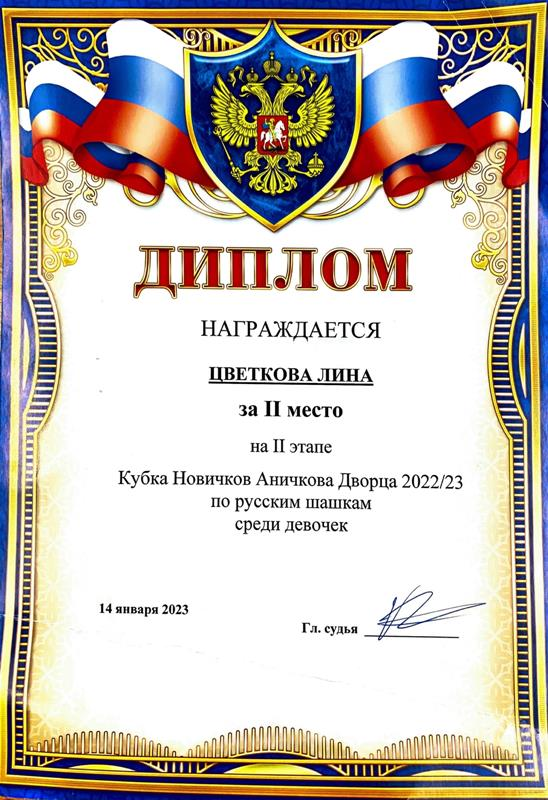 ДИПЛОМ
НАГРАЖДАЕТСЯ
ЦВЕТКОВА ЛИНА
за II место
на II этапе
Кубка Новичков Аничкова Дворца 2022/23
по русским шашкам
среди девочек
14 января 2023
Гл. судья